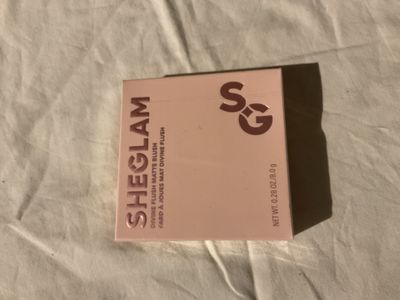 SHEGLAM
DIVINE FLUSH MATTE BLUSH
FARD À JOUES MAT DIVINE FLUSH
SG
NET WT. 0.28 OZ./8.0 g